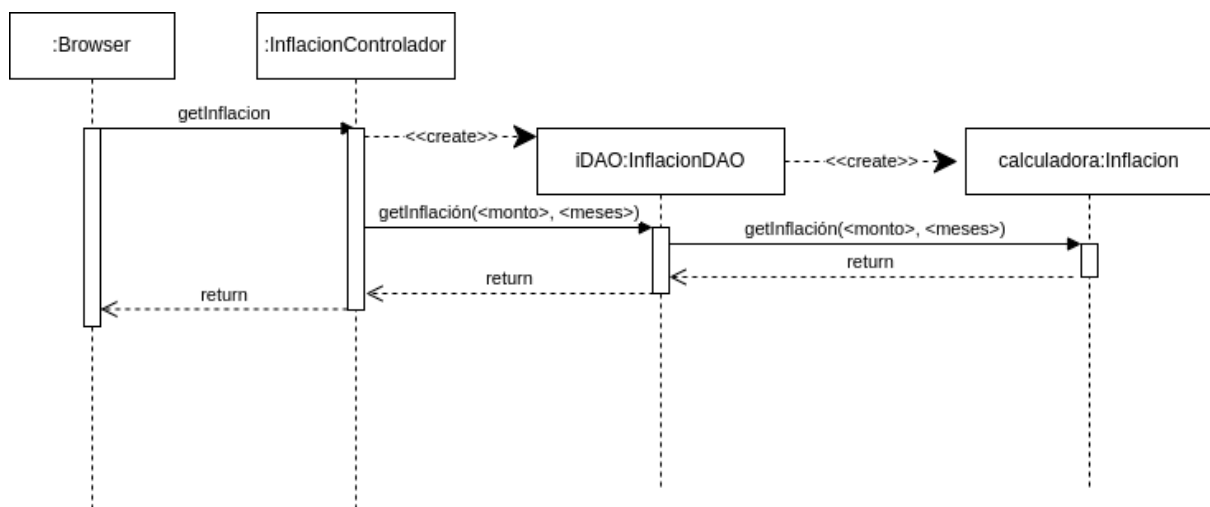 :Browser
:InflacionControlador
getInflacion
<<create>>
iDAO:InflacionDAO
<<create>>
calculadora:Inflacion
getInflación(<monto>, <meses>)
getInflación(<monto>, <meses>)
return
return
return